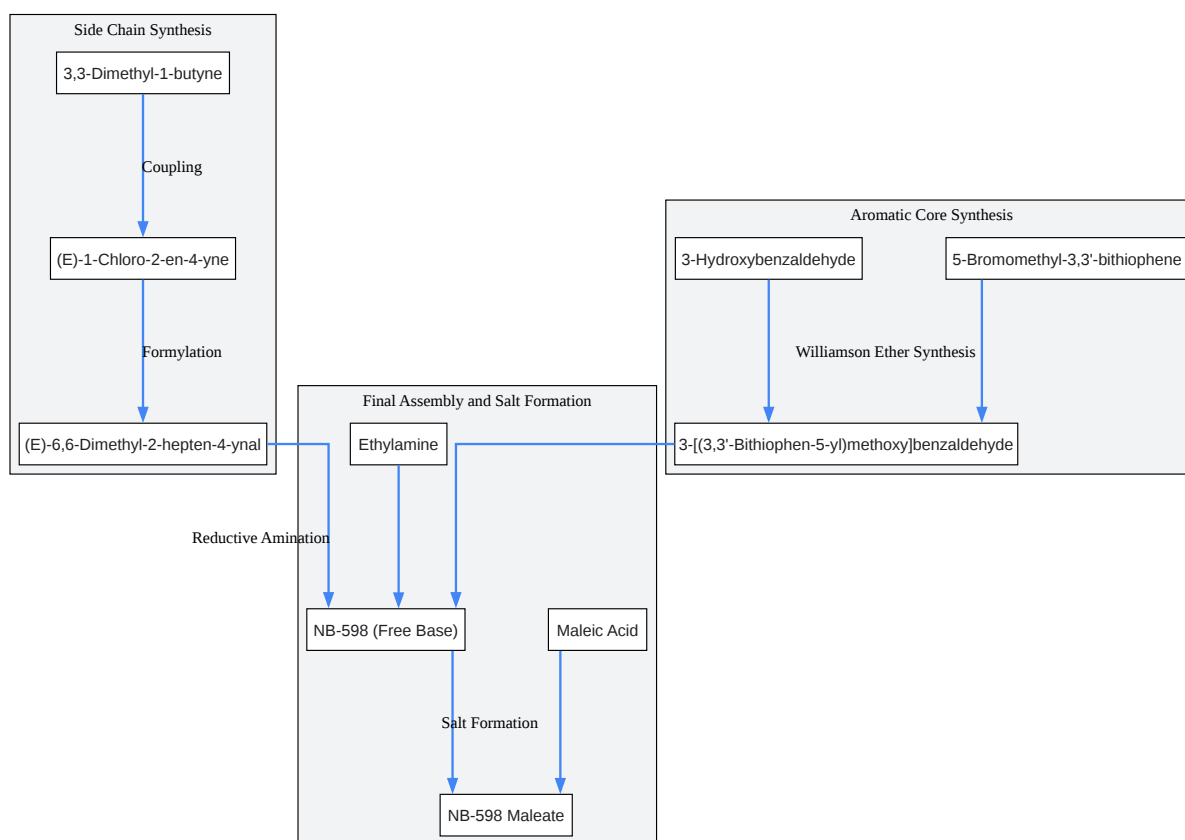 Side Chain Synthesis
3,3-Dimethyl-1-butyne
Coupling
(E)-1-Chloro-2-en-4-yne
Formylation
(E)-6,6-Dimethyl-2-hepten-4-ynal
Aromatic Core Synthesis
3-Hydroxybenzaldehyde
5-Bromomethyl-3,3'-bithiophene
Williamson Ether Synthesis
3-[(3,3'-Bithiophen-5-yl)methoxy]benzaldehyde
Final Assembly and Salt Formation
Ethylamine
Reductive Amination
NB-598 (Free Base)
Maleic Acid
Salt Formation
NB-598 Maleate